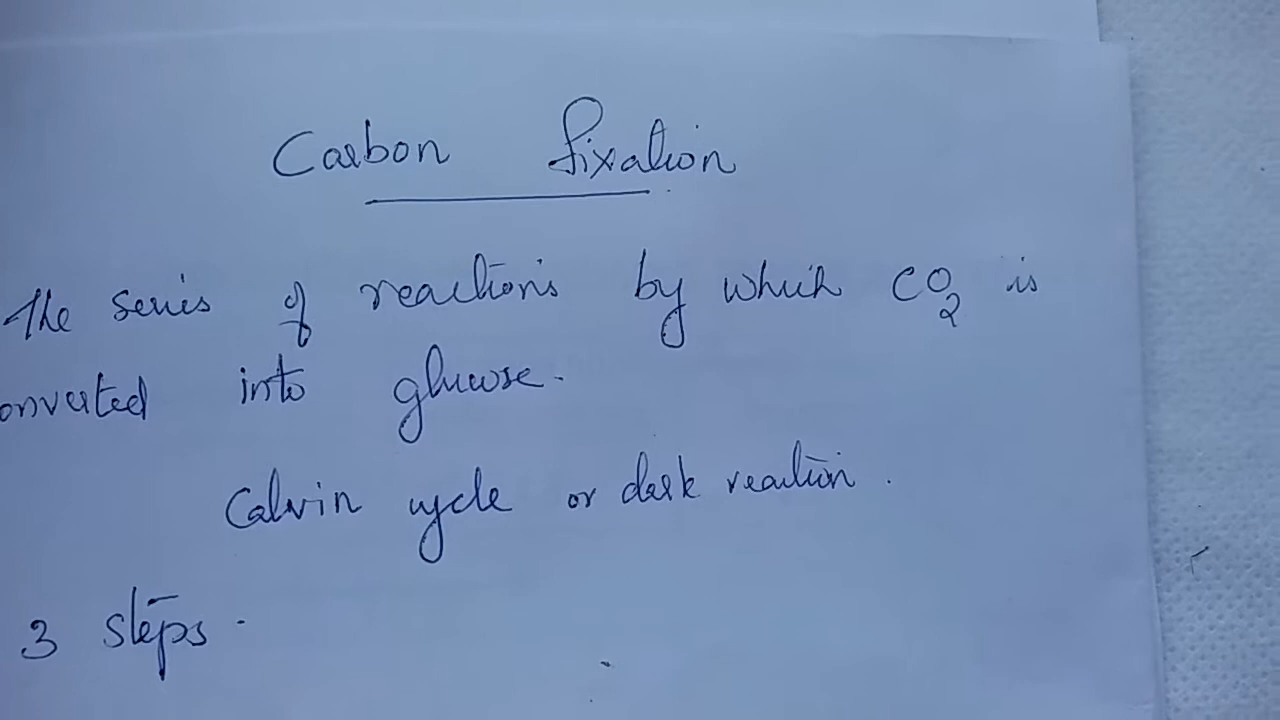 Carbon fixation
The series of reactions by which CO₂ is
onverted into glucose.
Calvin cycle or dark reaction.
3 steps.